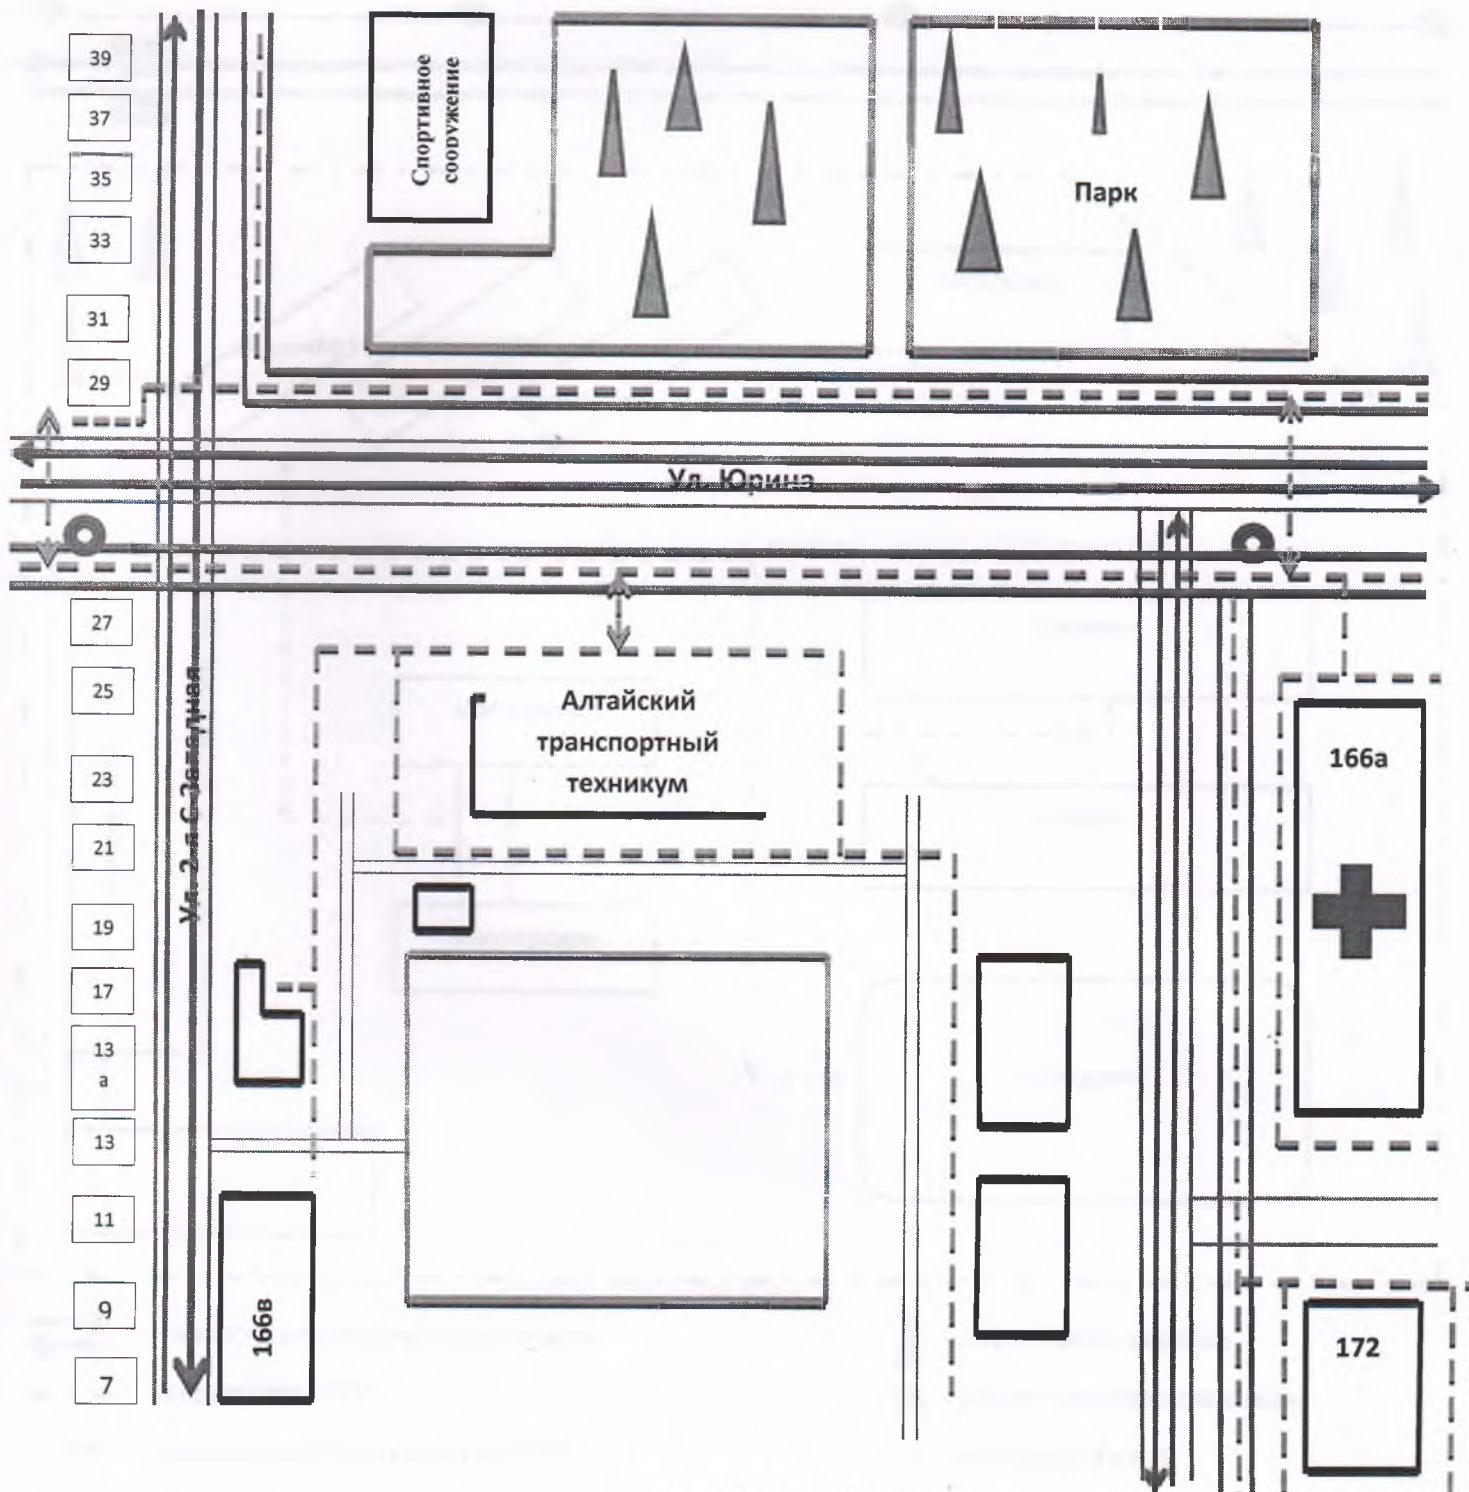 39
37
35
33
31
29
Спортивное
сооружение
Парк
Ул. Юрина
27
25
23
21
19
17
13
а
13
11
9
7
Ул. 2-я С-Западная
Алтайский
транспортный
техникум
166а
166в
172